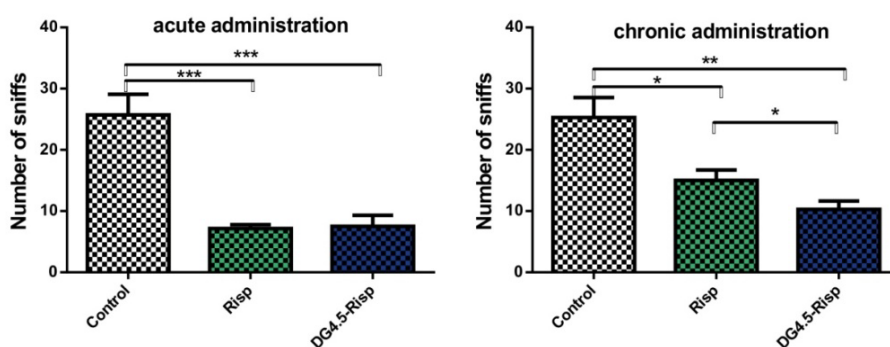 acute administration
Number of sniffs
40
30
20
10
0
***
***
Control
Risp
DG4.5-Risp
chronic administration
Number of sniffs
40
30
20
10
0
**
*
*
Control
Risp
DG4.5-Risp